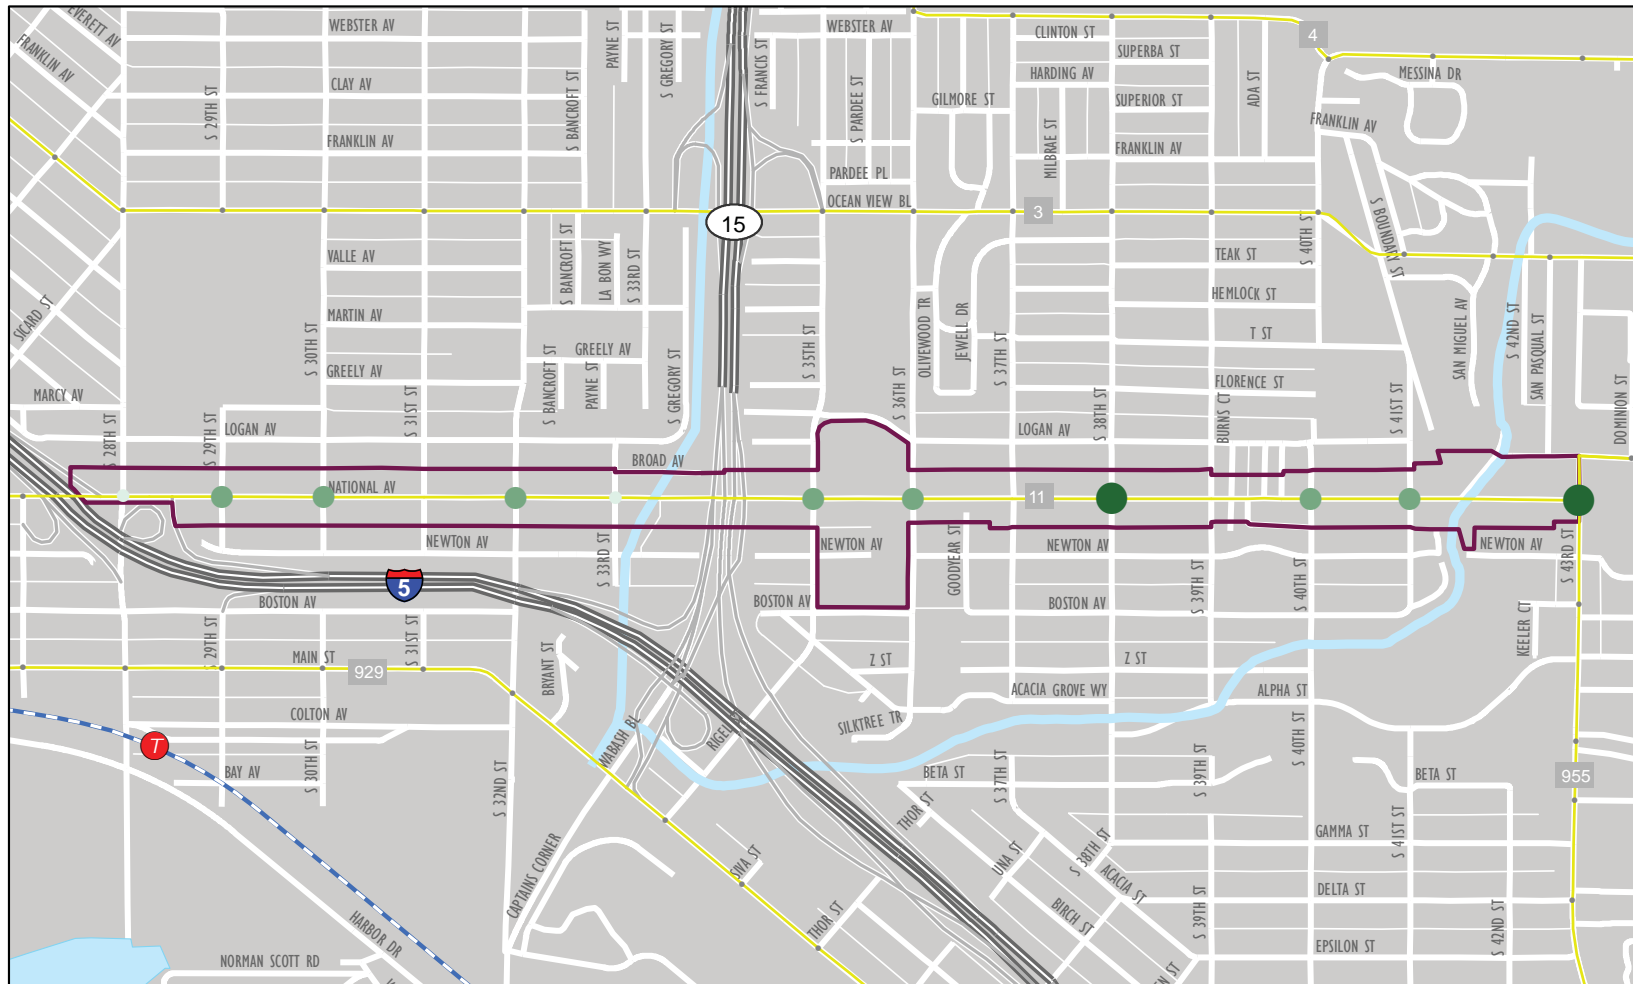 EVERETT AV
WEBSTER AV
PAYNE ST
S GREGORY ST
S FRANCIS ST
WEBSTER AV
CLINTON ST
4
SUPERBA ST
FRANKLIN AV
CLAY AV
HARDING AV
MESSINA DR
S 29TH ST
S BANCROFT ST
S PARDEE ST
GILMORE ST
SUPERIOR ST
ADA ST
FRANKLIN AV
FRANKLIN AV
MILBRAE ST
FRANKLIN AV
PARDEE PL
OCEAN VIEW BL
3
15
S BOUNDARY ST
S 40TH ST
VALLE AV
S BANCROFT ST
LA BON WY
S 33RD ST
TEAK ST
HEMLOCK ST
SICARD ST
MARTIN AV
S 30TH ST
GREELY AV
S 35TH ST
OLIVEWOOD TR
JEWELL DR
S 37TH ST
T ST
SAN MIGUEL AV
S 42ND ST
SAN PASQUAL ST
GREELY AV
S BANCROFT ST
PAYNE ST
S GREGORY ST
S 36TH ST
FLORENCE ST
MARCY AV
S 28TH ST
S 29TH ST
LOGAN AV
S 31ST ST
LOGAN AV
S 38TH ST
BURNS CT
S 41ST ST
DOMINION ST
BROAD AV
NATIONAL AV
11
NEWTON AV
S 33RD ST
NEWTON AV
GOODYEAR ST
NEWTON AV
NEWTON AV
S 43RD ST
5
S 39TH ST
S 40TH ST
BOSTON AV
BOSTON AV
BOSTON AV
KEELER CT
S 29TH ST
S 31ST ST
MAIN ST
929
BRYANT ST
Z ST
Z ST
ACACIA GROVE WY
ALPHA ST
COLTON AV
SILKTREE TR
WABASH BL
RIGEL ST
S 40TH ST
T
S 30TH ST
BAY AV
S 32ND ST
BETA ST
S 37TH ST
S 39TH ST
BETA ST
955
THOR ST
GAMMA ST
S 41ST ST
CAPTAINS CORNER
SNA ST
UNA ST
S 38TH ST
ACACIA ST
DELTA ST
HARBOR DR
THOR ST
BIRCH ST
S 39TH ST
S 42ND ST
EPSILON ST
NORMAN SCOTT RD